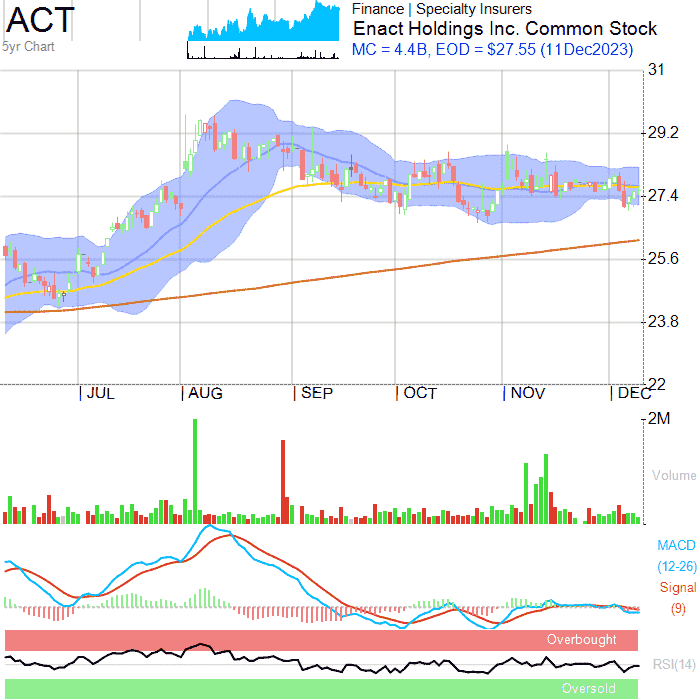 ACT
5yr Chart
Finance | Specialty Insurers
Enact Holdings Inc. Common Stock
MC = 4.4B, EOD = $27.55 (11Dec2023)
31
29.2
27.4
25.6
23.8
22
| JUL | AUG | SEP | OCT | NOV | DEC
2M
Volume
MACD
(12-26)
Signal
(9)
Overbought
RSI(14)
Oversold